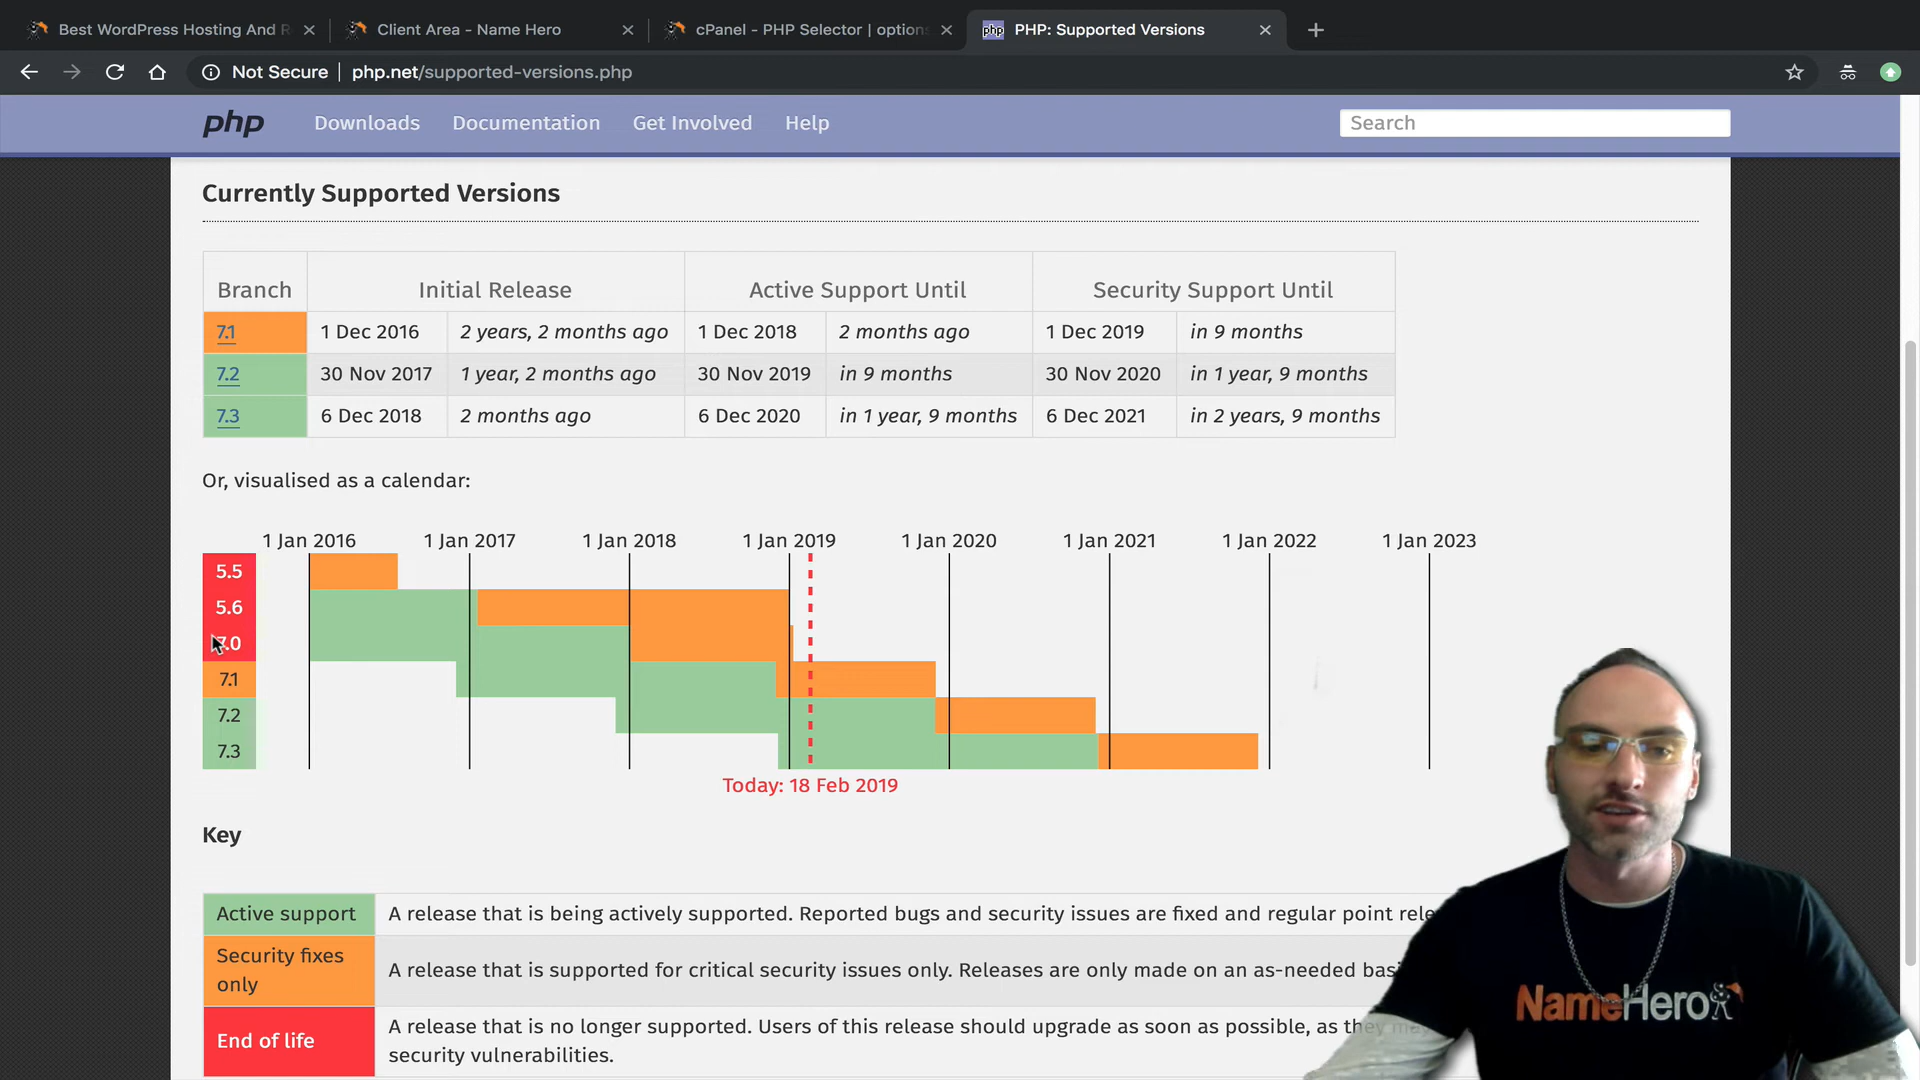 Best WordPress Hosting And R
Client Area - Name Hero
cPanel - PHP Selector | option
PHP: Supported Versions
Not Secure | php.net/supported-versions.php
php Downloads Documentation Get Involved Help Search
Currently Supported Versions
Branch Initial Release Active Support Until Security Support Until
7.1 1 Dec 2016 2 years, 2 months ago 1 Dec 2018 2 months ago 1 Dec 2019 in 9 months
7.2 30 Nov 2017 1 year, 2 months ago 30 Nov 2019 in 9 months 30 Nov 2020 in 1 year, 9 months
7.3 6 Dec 2018 2 months ago 6 Dec 2020 in 1 year, 9 months 6 Dec 2021 in 2 years, 9 months
Or, visualised as a calendar:
1 Jan 2016 1 Jan 2017 1 Jan 2018 1 Jan 2019 1 Jan 2020 1 Jan 2021 1 Jan 2022 1 Jan 2023
5.5
5.6
7.0
7.1
7.2
7.3
Today: 18 Feb 2019
Key
Active support A release that is being actively supported. Reported bugs and security issues are fixed and regular point rele
Security fixes
only
A release that is supported for critical security issues only. Releases are only made on an as-needed basi
End of life
A release that is no longer supported. Users of this release should upgrade as soon as possible, as they may
security vulnerabilities.
NameHero